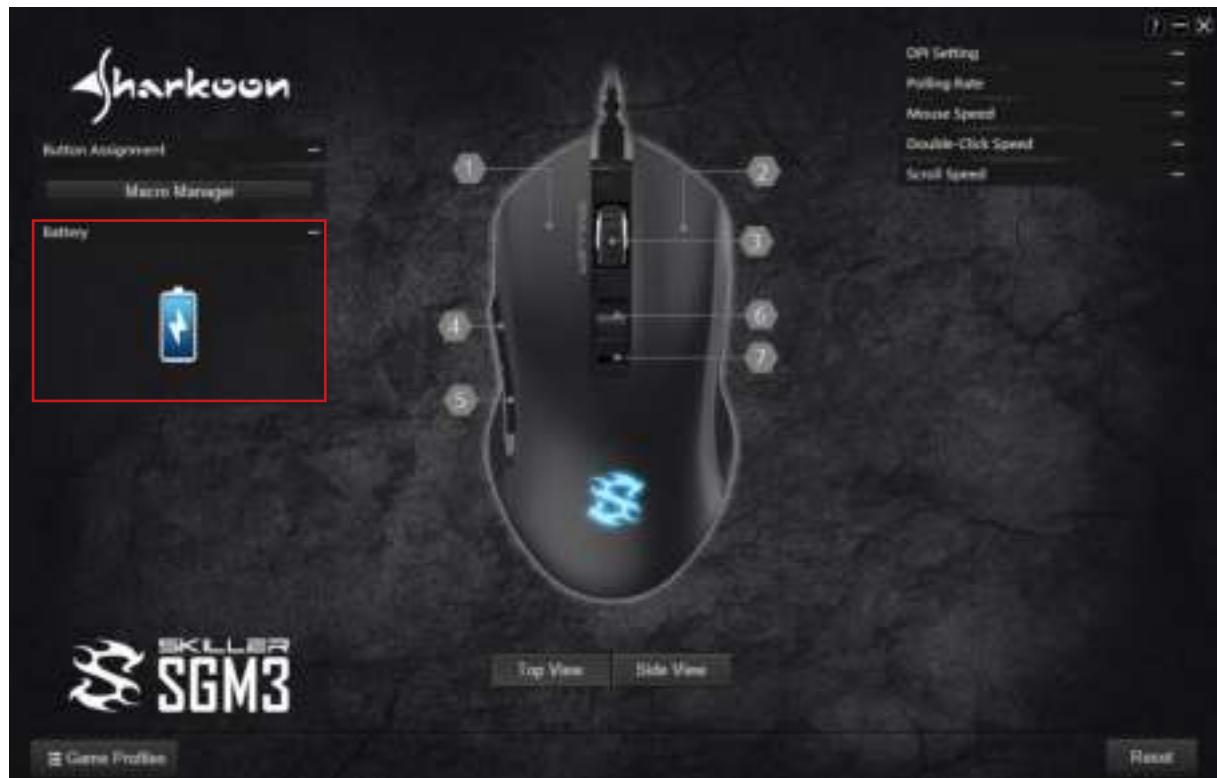 ? — X
Sharkoon
Button Assignment —
Macro Manager
Battery —
DPI Setting —
Polling Rate —
Mouse Speed —
Double-Click Speed —
Scroll Speed —
1
2
3
4
5
6
7
SKILLER
SGM3
Top View
Side View
Game Profiles
Reset